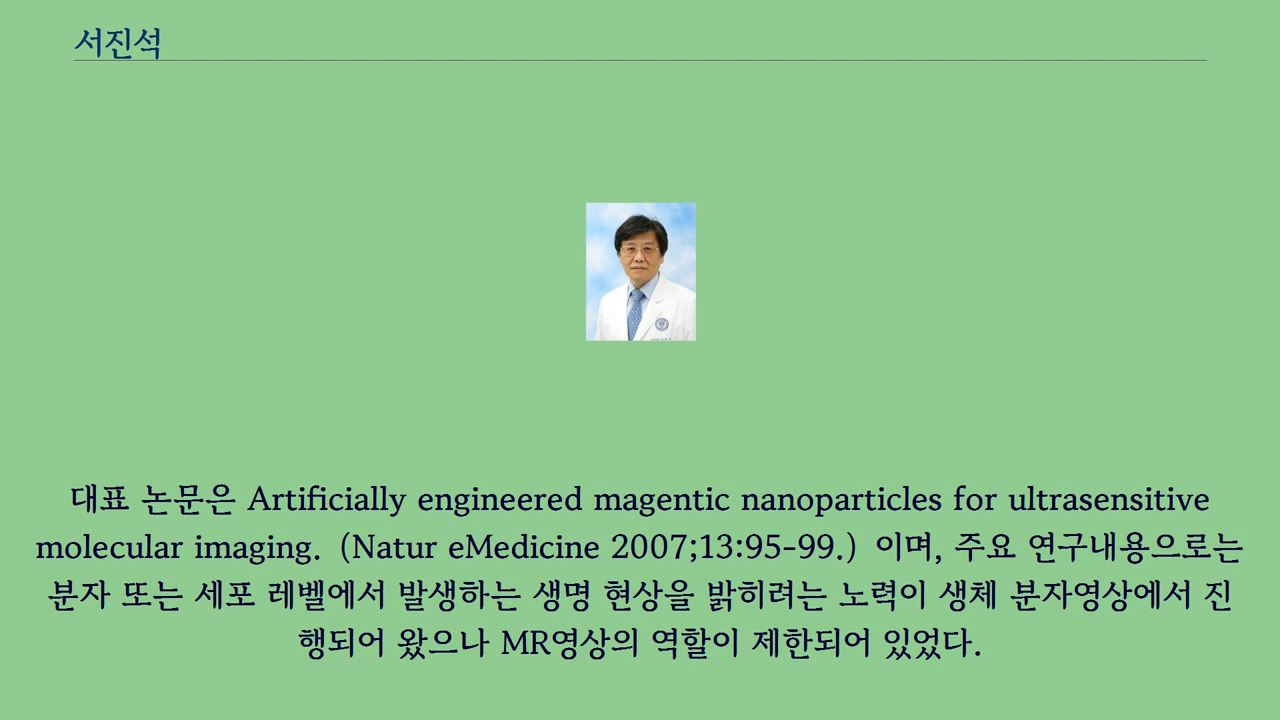 서진석
대표 논문은 Artificially engineered magentic nanoparticles for ultrasensitive
molecular imaging. (Natur eMedicine 2007;13:95-99.) 이며, 주요 연구내용으로는
분자 또는 세포 레벨에서 발생하는 생명 현상을 밝히려는 노력이 생체 분자영상에서 진
행되어 왔으나 MR영상의 역할이 제한되어 있었다.